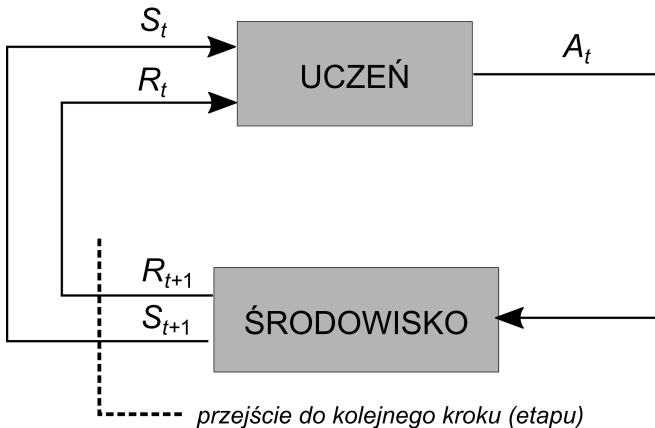 S_t
UCZEŃ
A_t
R_t
R_{t+1}
S_{t+1}
ŚRODOWISKO
przejście do kolejnego kroku (etapu)